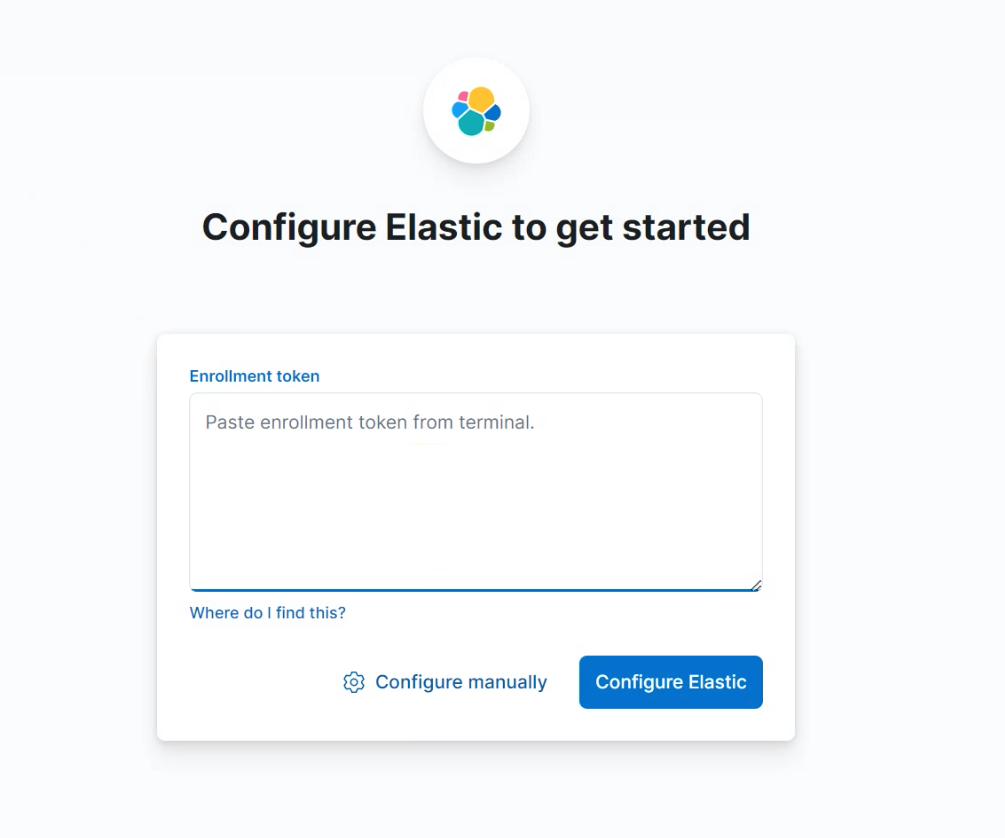 Configure Elastic to get started
Enrollment token
Paste enrollment token from terminal.
Where do I find this?
Configure manually
Configure Elastic